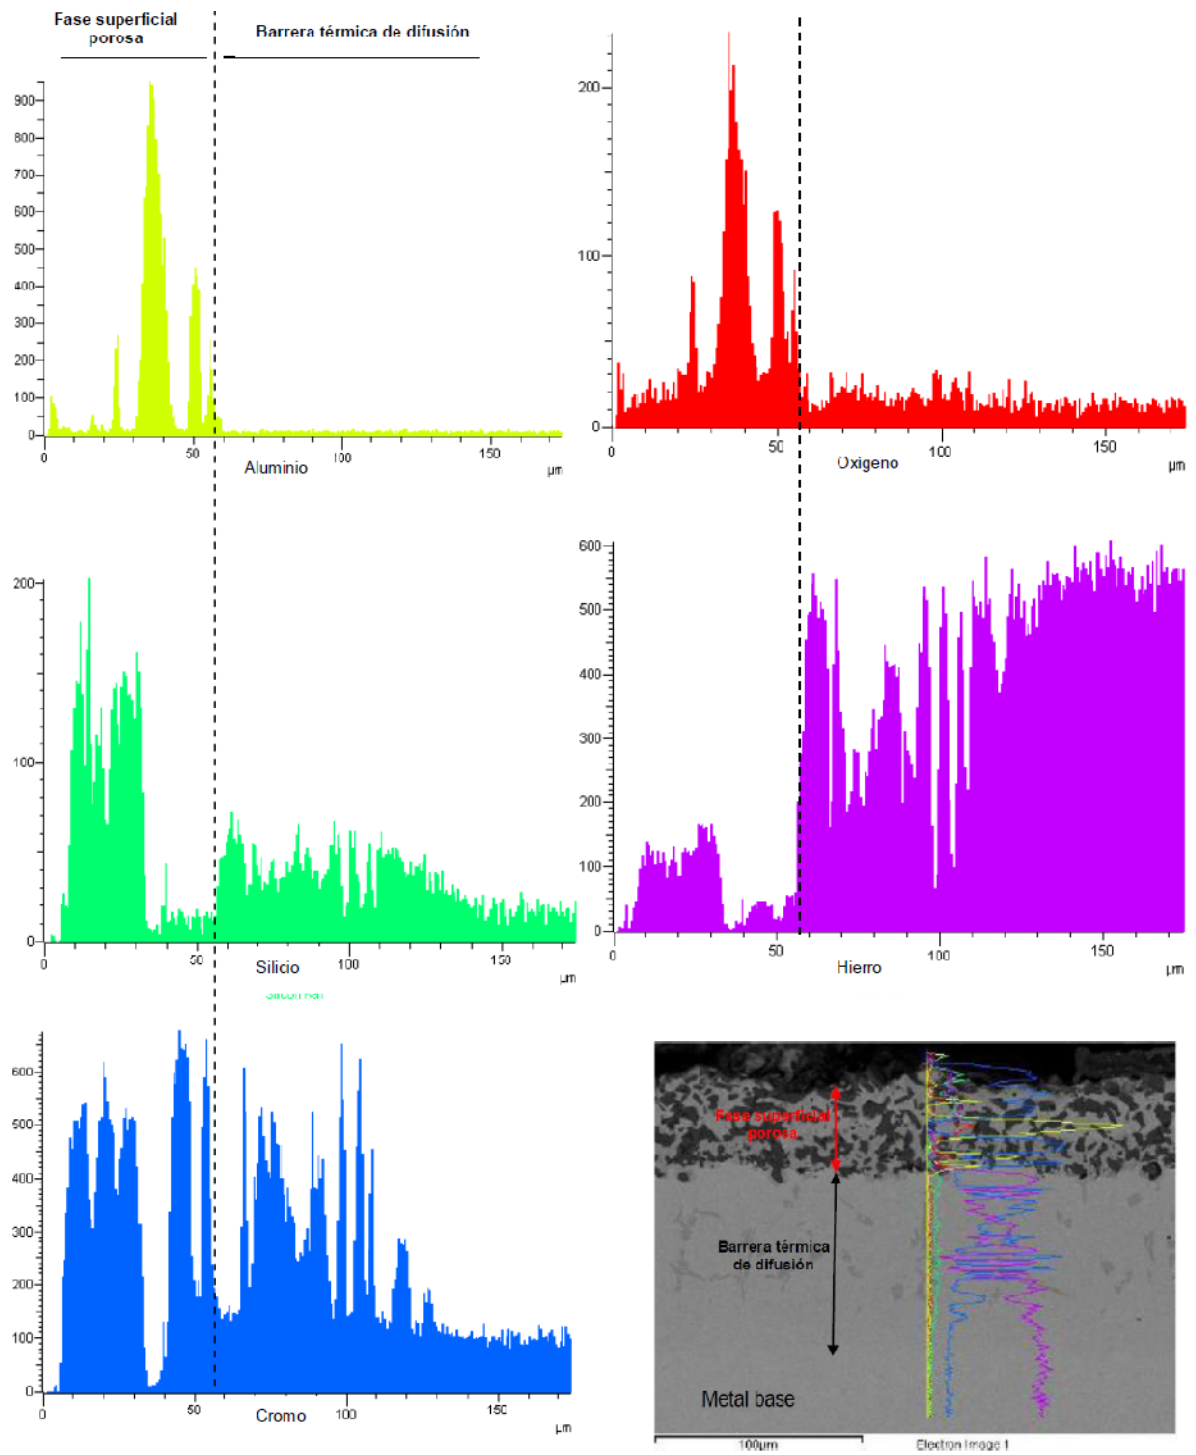 Fase superficial
porosa
Barrera térmica de difusión
900
800
700
600
500
400
300
200
100
0
0 50 100 150
Aluminio
µm
200
100
0
0 50 100 150
Oxígeno
µm
200
100
0
0 50 100 150
Silicio
µm
600
500
400
300
200
100
0
0 50 100 150
Hierro
µm
600
500
400
300
200
100
0
0 50 100 150
Cromo
µm
Fase superficial
porosa
Barrera térmica
de difusión
Metal base
100µm
Electron Image 1